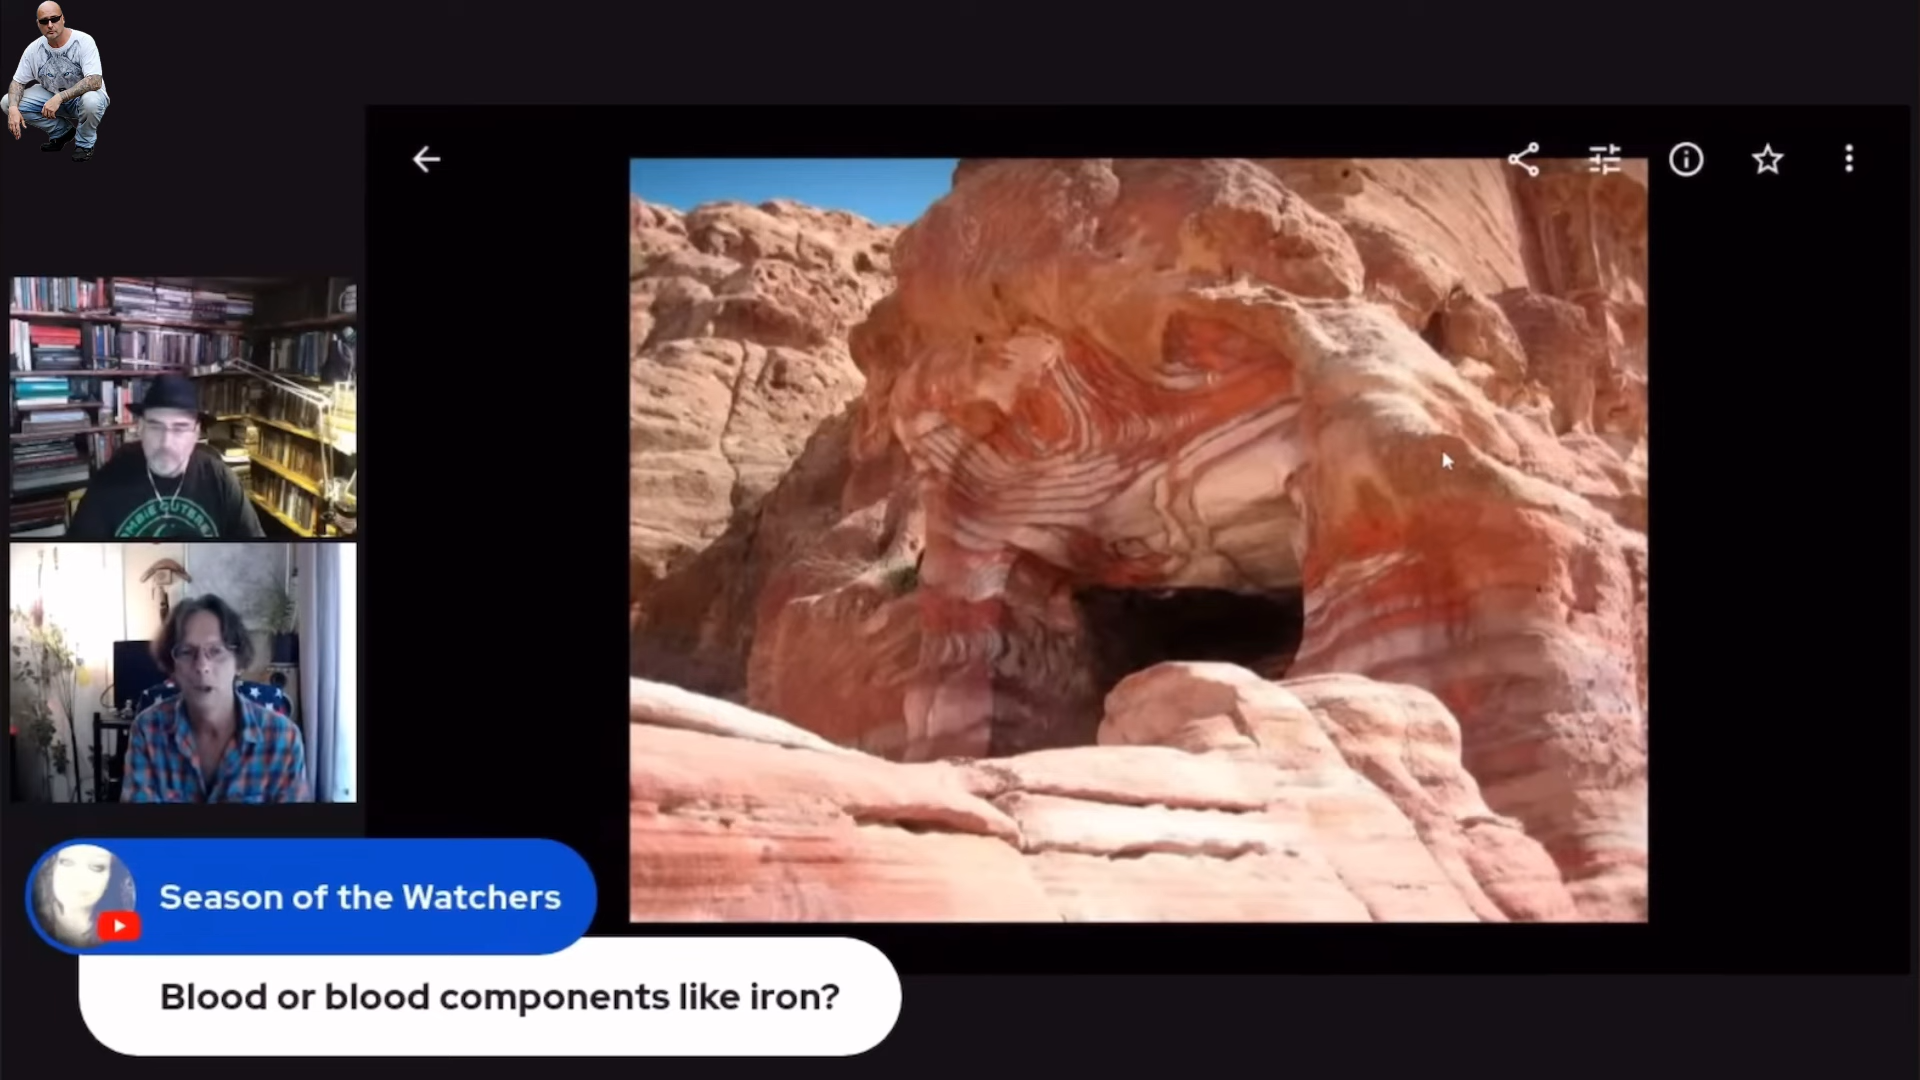 Season of the Watchers
Blood or blood components like iron?